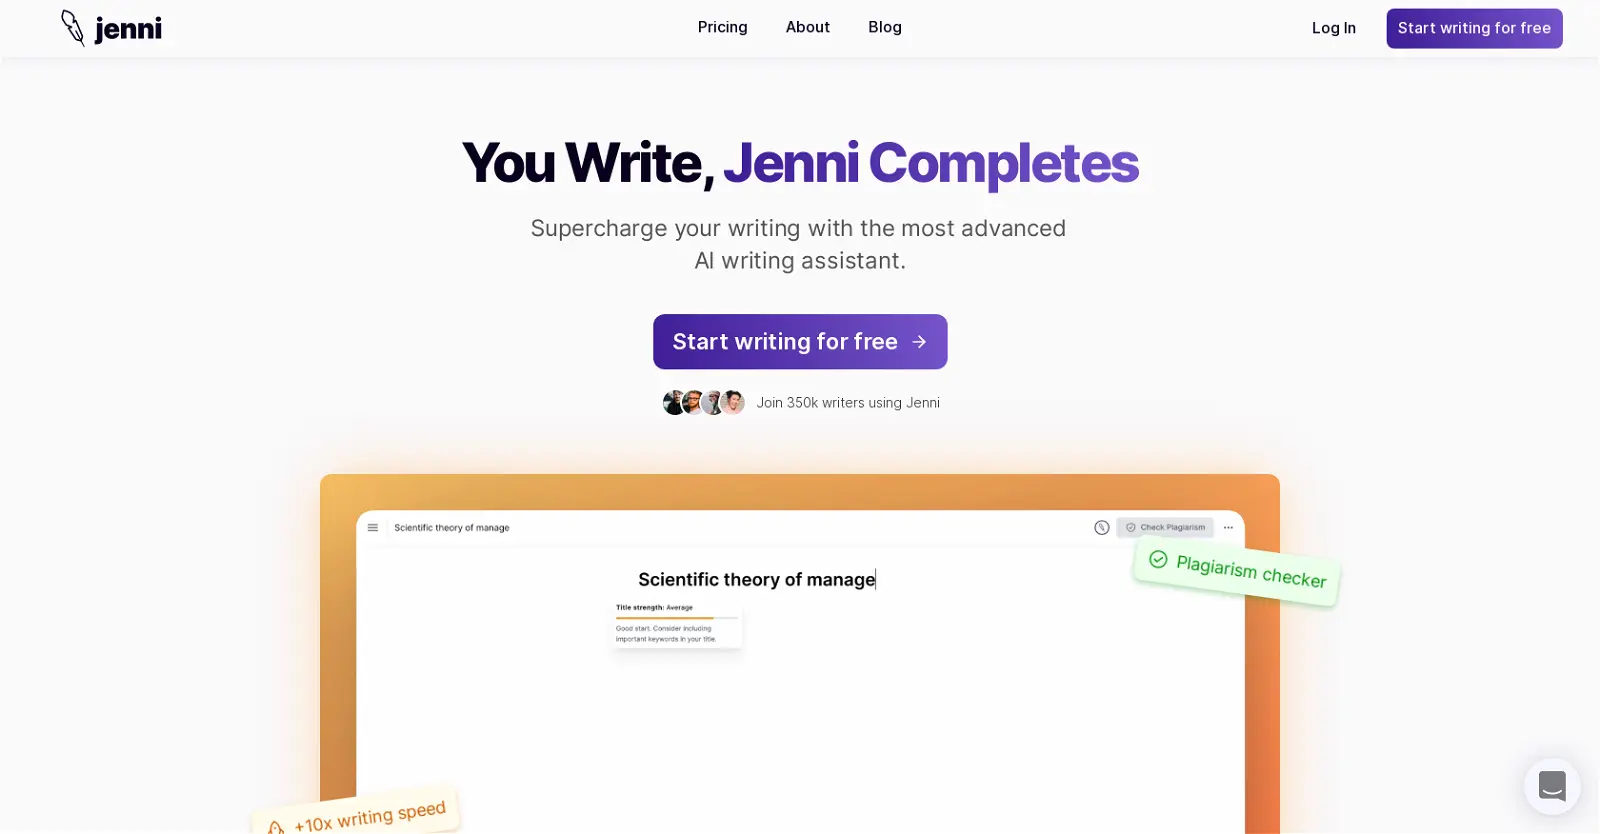 jenni
Pricing
About
Blog
Log In
Start writing for free
You Write, Jenni Completes
Supercharge your writing with the most advanced
AI writing assistant.
Start writing for free →
Join 350k writers using Jenni
Scientific theory of manage
Check Plagiarism
Plagiarism checker
Scientific theory of manage
Title strength: Average
Good start. Consider including
important keywords in your title.
+10x writing speed